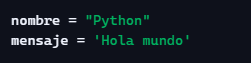 nombre = "Python"
mensaje = 'Hola mundo'